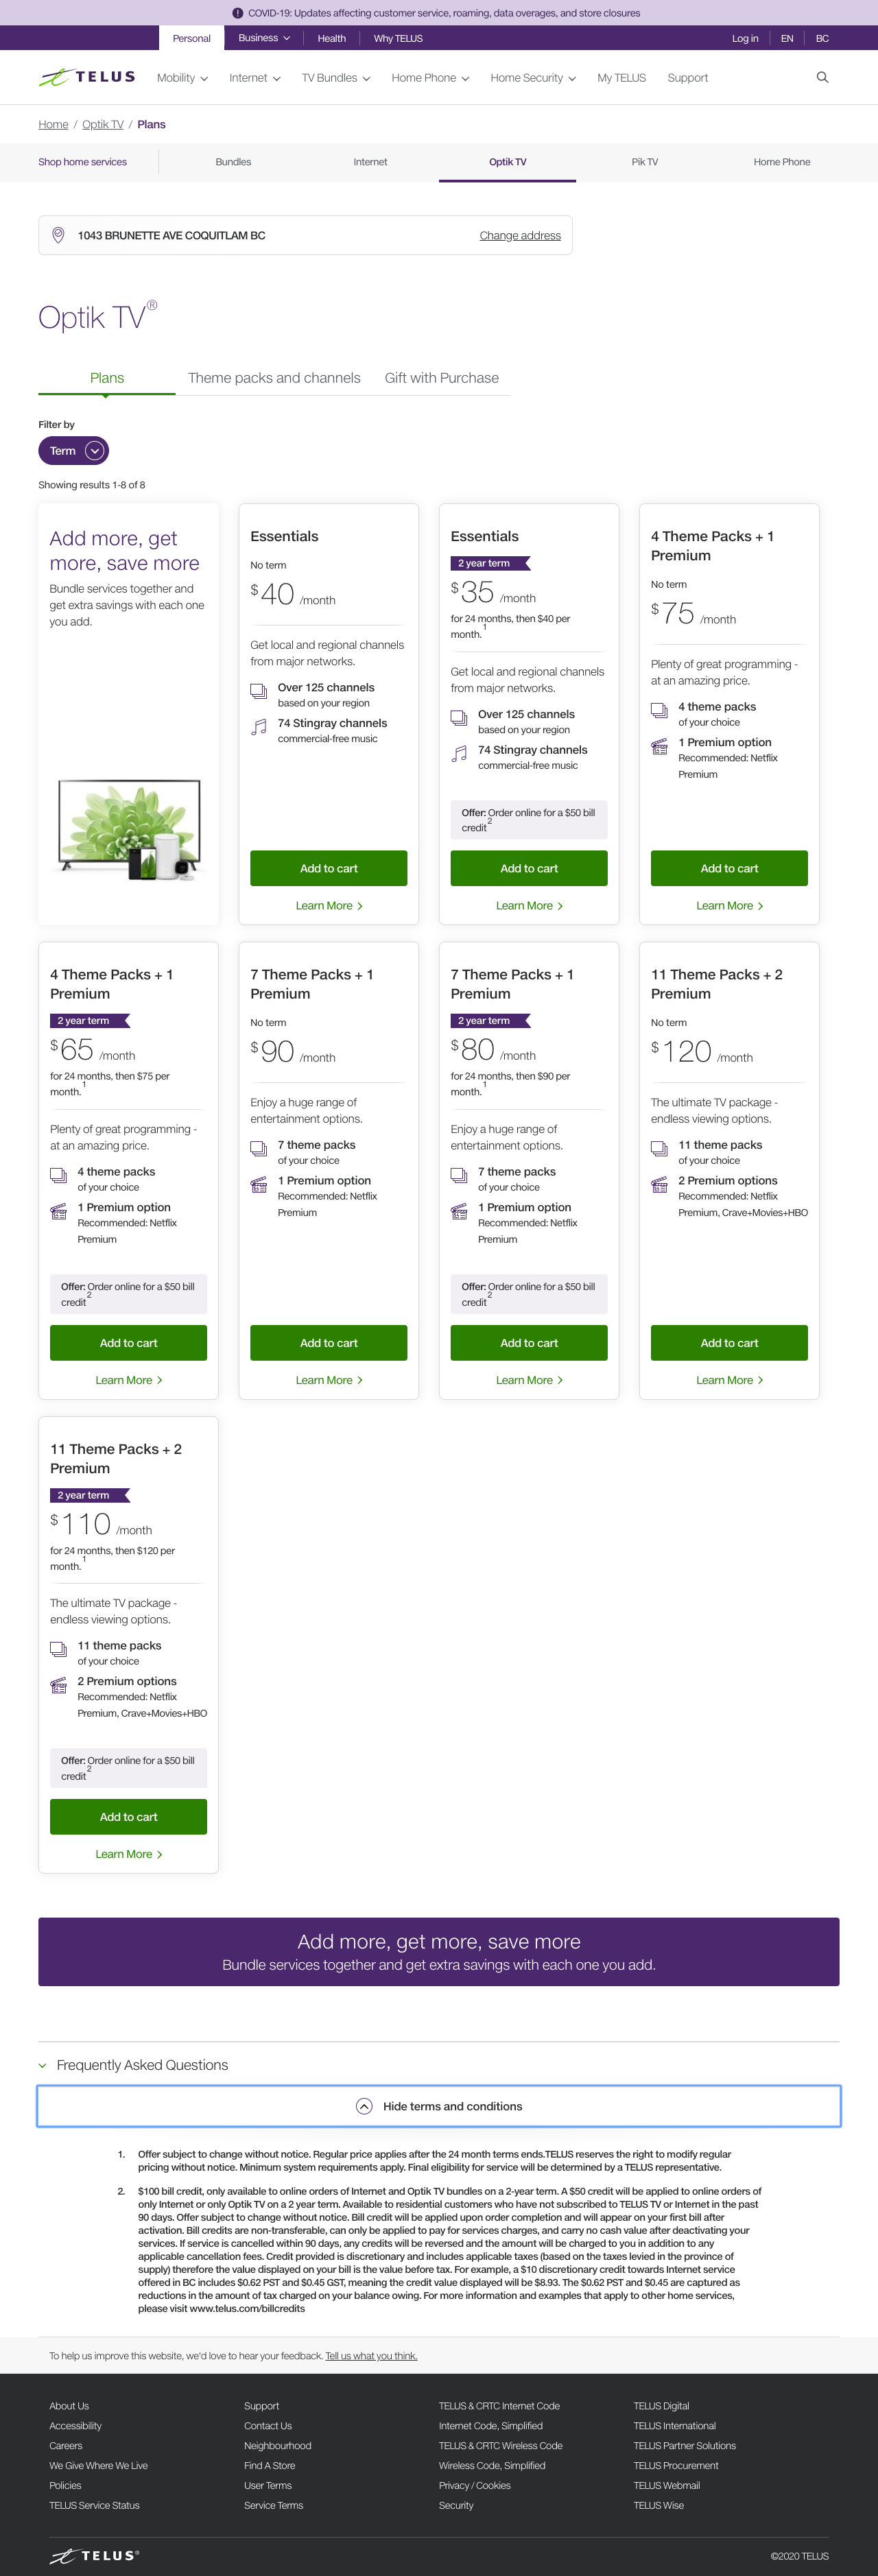 COVID-19: Updates affecting customer service, roaming, data overages, and store closures
Personal
Business
Health
Why TELUS
Log in
EN
BC
TELUS
Mobility
Internet
TV Bundles
Home Phone
Home Security
My TELUS
Support
Home / Optik TV / Plans
Shop home services
Bundles
Internet
Optik TV
Pik TV
Home Phone
1043 BRUNETTE AVE COQUITLAM BC
Change address
Optik TV®
Plans
Theme packs and channels
Gift with Purchase
Filter by
Term
Showing results 1-8 of 8
Add more, get
more, save more
Bundle services together and
get extra savings with each one
you add.
Essentials
No term
$40 /month
Get local and regional channels
from major networks.
Over 125 channels
based on your region
74 Stingray channels
commercial-free music
Add to cart
Learn More
Essentials
2 year term
$35 /month
for 24 months, then $40 per
month.1
Get local and regional channels
from major networks.
Over 125 channels
based on your region
74 Stingray channels
commercial-free music
Offer: Order online for a $50 bill
credit2
Add to cart
Learn More
4 Theme Packs + 1
Premium
No term
$75 /month
Plenty of great programming -
at an amazing price.
4 theme packs
of your choice
1 Premium option
Recommended: Netflix
Premium
Add to cart
Learn More
4 Theme Packs + 1
Premium
2 year term
$65 /month
for 24 months, then $75 per
month.1
Plenty of great programming -
at an amazing price.
4 theme packs
of your choice
1 Premium option
Recommended: Netflix
Premium
Offer: Order online for a $50 bill
credit2
Add to cart
Learn More
7 Theme Packs + 1
Premium
No term
$90 /month
Enjoy a huge range of
entertainment options.
7 theme packs
of your choice
1 Premium option
Recommended: Netflix
Premium
Add to cart
Learn More
7 Theme Packs + 1
Premium
2 year term
$80 /month
for 24 months, then $90 per
month.1
Enjoy a huge range of
entertainment options.
7 theme packs
of your choice
1 Premium option
Recommended: Netflix
Premium
Offer: Order online for a $50 bill
credit2
Add to cart
Learn More
11 Theme Packs + 2
Premium
No term
$120 /month
The ultimate TV package -
endless viewing options.
11 theme packs
of your choice
2 Premium options
Recommended: Netflix
Premium, Crave+Movies+HBO
Add to cart
Learn More
11 Theme Packs + 2
Premium
2 year term
$110 /month
for 24 months, then $120 per
month.1
The ultimate TV package -
endless viewing options.
11 theme packs
of your choice
2 Premium options
Recommended: Netflix
Premium, Crave+Movies+HBO
Offer: Order online for a $50 bill
credit2
Add to cart
Learn More
Add more, get more, save more
Bundle services together and get extra savings with each one you add.
Frequently Asked Questions
Hide terms and conditions
1. Offer subject to change without notice. Regular price applies after the 24 month term ends.TELUS reserves the right to modify regular
pricing without notice. Minimum system requirements apply. Final eligibility for service will be determined by a TELUS representative.
2. $100 bill credit, only available to online orders of Internet and Optik TV bundles on a 2-year term. A $50 credit will be applied to online orders of
only Internet or only Optik TV on a 2 year term. Available to residential customers who have not subscribed to TELUS TV or Internet in the past
90 days. Offer subject to change without notice. Bill credit will be applied upon order completion and will appear on your first bill after
activation. Bill credits are non-transferable, can only be applied to pay for services charges, and carry no cash value after deactivating your
services. If service is cancelled within 90 days, any credits will be reversed and the amount will be charged to you in addition to any
applicable cancellation fees. Credit provided is discretionary and includes applicable taxes (based on the taxes levied in the province of
supply) therefore the value displayed on your bill is the value before tax. For example, a $10 discretionary credit towards Internet service
offered in BC includes $0.62 PST and $0.45 GST, meaning the credit value displayed will be $8.93. The $0.62 PST and $0.45 are captured as
reductions in the amount of tax charged on your balance owing. For more information and examples that apply to other home services,
please visit www.telus.com/billcredits
To help us improve this website, we'd love to hear your feedback. Tell us what you think.
About Us
Accessibility
Careers
We Give Where We Live
Policies
TELUS Service Status
Support
Contact Us
Neighbourhood
Find A Store
User Terms
Service Terms
TELUS & CRTC Internet Code
Internet Code, Simplified
TELUS & CRTC Wireless Code
Wireless Code, Simplified
Privacy / Cookies
Security
TELUS Digital
TELUS International
TELUS Partner Solutions
TELUS Procurement
TELUS Webmail
TELUS Wise
TELUS®
©2020 TELUS